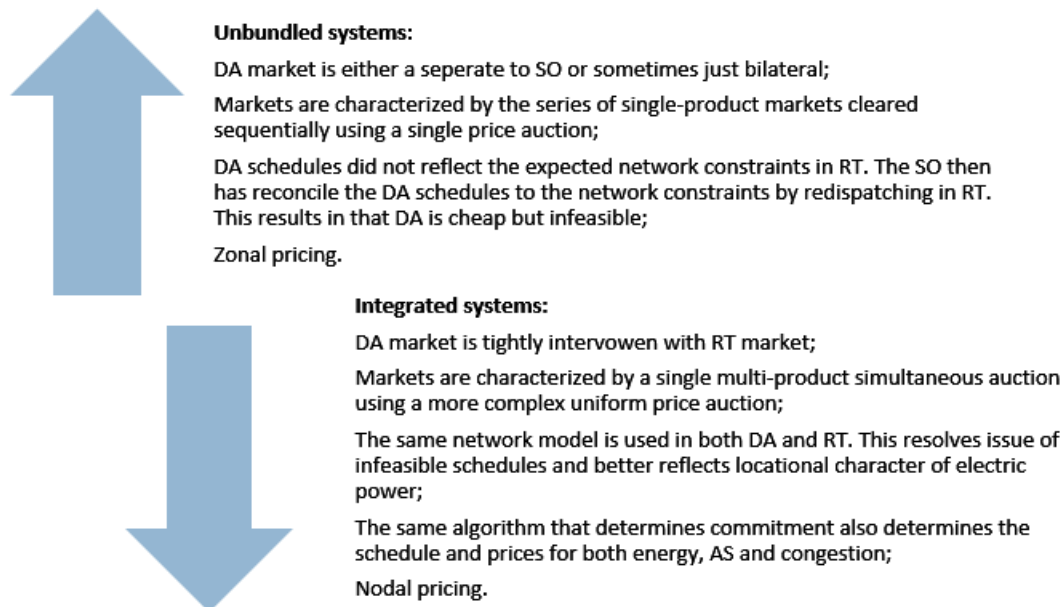 Unbundled systems:
DA market is either a seperate to SO or sometimes just bilateral;
Markets are characterized by the series of single-product markets cleared
sequentially using a single price auction;
DA schedules did not reflect the expected network constraints in RT. The SO then
has reconcile the DA schedules to the network constraints by redispatching in RT.
This results in that DA is cheap but infeasible;
Zonal pricing.
Integrated systems:
DA market is tightly intervowen with RT market;
Markets are characterized by a single multi-product simultaneous auction
using a more complex uniform price auction;
The same network model is used in both DA and RT. This resolves issue of
infeasible schedules and better reflects locational character of electric
power;
The same algorithm that determines commitment also determines the
schedule and prices for both energy, AS and congestion;
Nodal pricing.